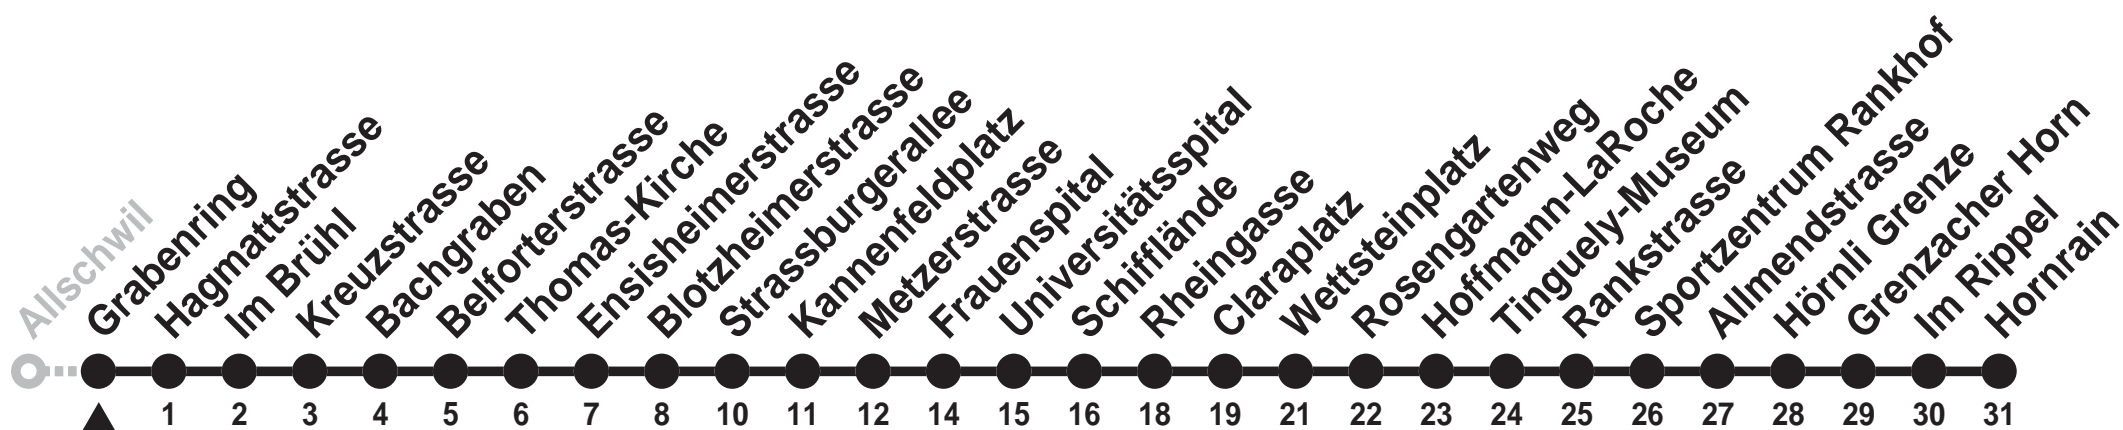 Allschwil
Grabenring
Hagmattstrasse
Im Brühl
Kreuzstrasse
Bachgraben
Belforterstrasse
Thomas-Kirche
Ensisheimerstrasse
Blotzheimerstrasse
Strassburgerallee
Kannenfeldplatz
Metzerstrasse
Frauenspital
Universitätsspital
Schifflände
Rheingasse
Claraplatz
Wettsteinplatz
Rosengartenweg
Hoffmann-LaRoche
Tinguely-Museum
Rankstrasse
Sportzentrum Rankhof
Allmendstrasse
Hörnli Grenze
Grenzacher Horn
Im Rippel
Hornrain
1 2 3 4 5 6 7 8 10 11 12 14 15 16 18 19 21 22 23 24 25 26 27 28 29 30 31